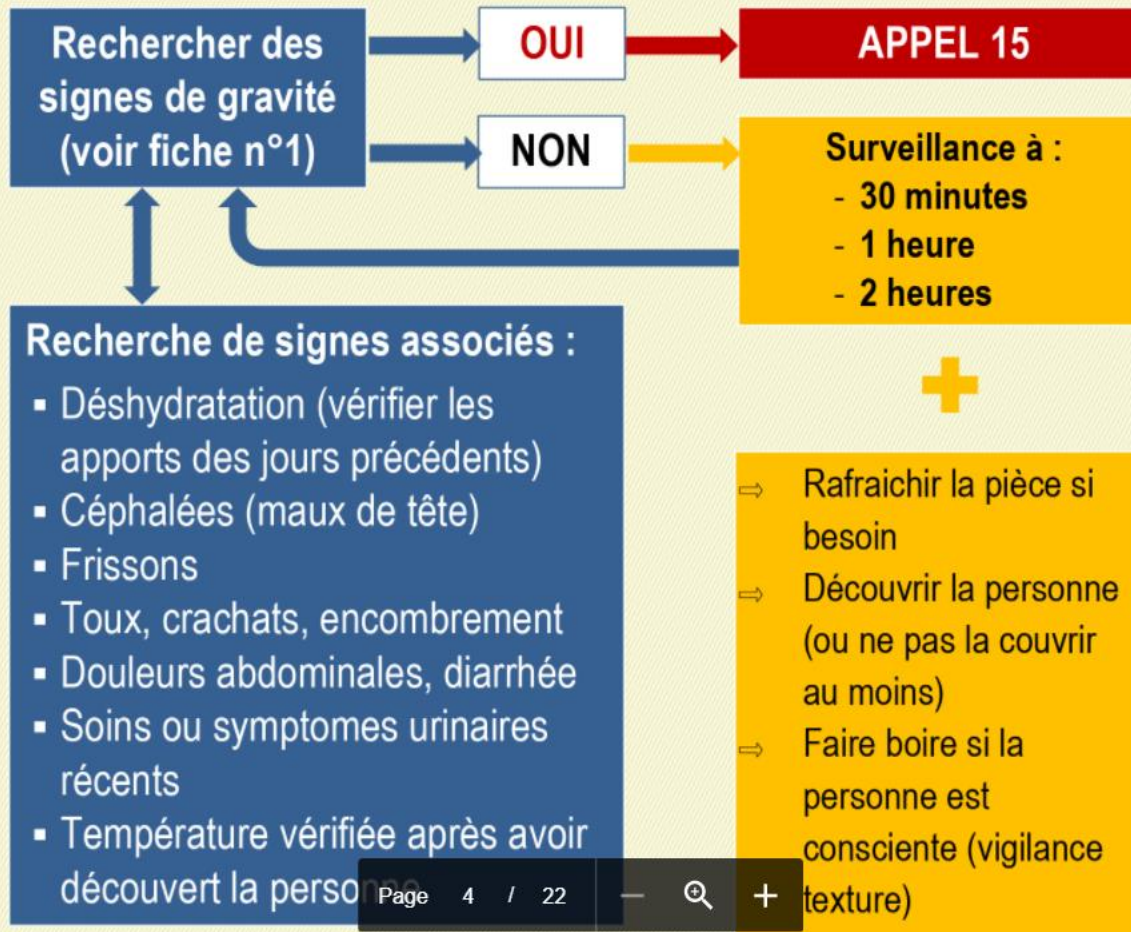 Rechercher des
signes de gravité
(voir fiche n°1)
OUI
APPEL 15
NON
Surveillance à :
- 30 minutes
- 1 heure
- 2 heures
Recherche de signes associés :
▪ Déshydratation (vérifier les
apports des jours précédents)
▪ Céphalées (maux de tête)
▪ Frissons
▪ Toux, crachats, encombrement
▪ Douleurs abdominales, diarrhée
▪ Soins ou symptomes urinaires
récents
▪ Température vérifiée après avoir
découvert la personne
⇨ Rafraichir la pièce si
besoin
⇨ Découvrir la personne
(ou ne pas la couvrir
au moins)
⇨ Faire boire si la
personne est
consciente (vigilance
texture)
Page 4 / 22